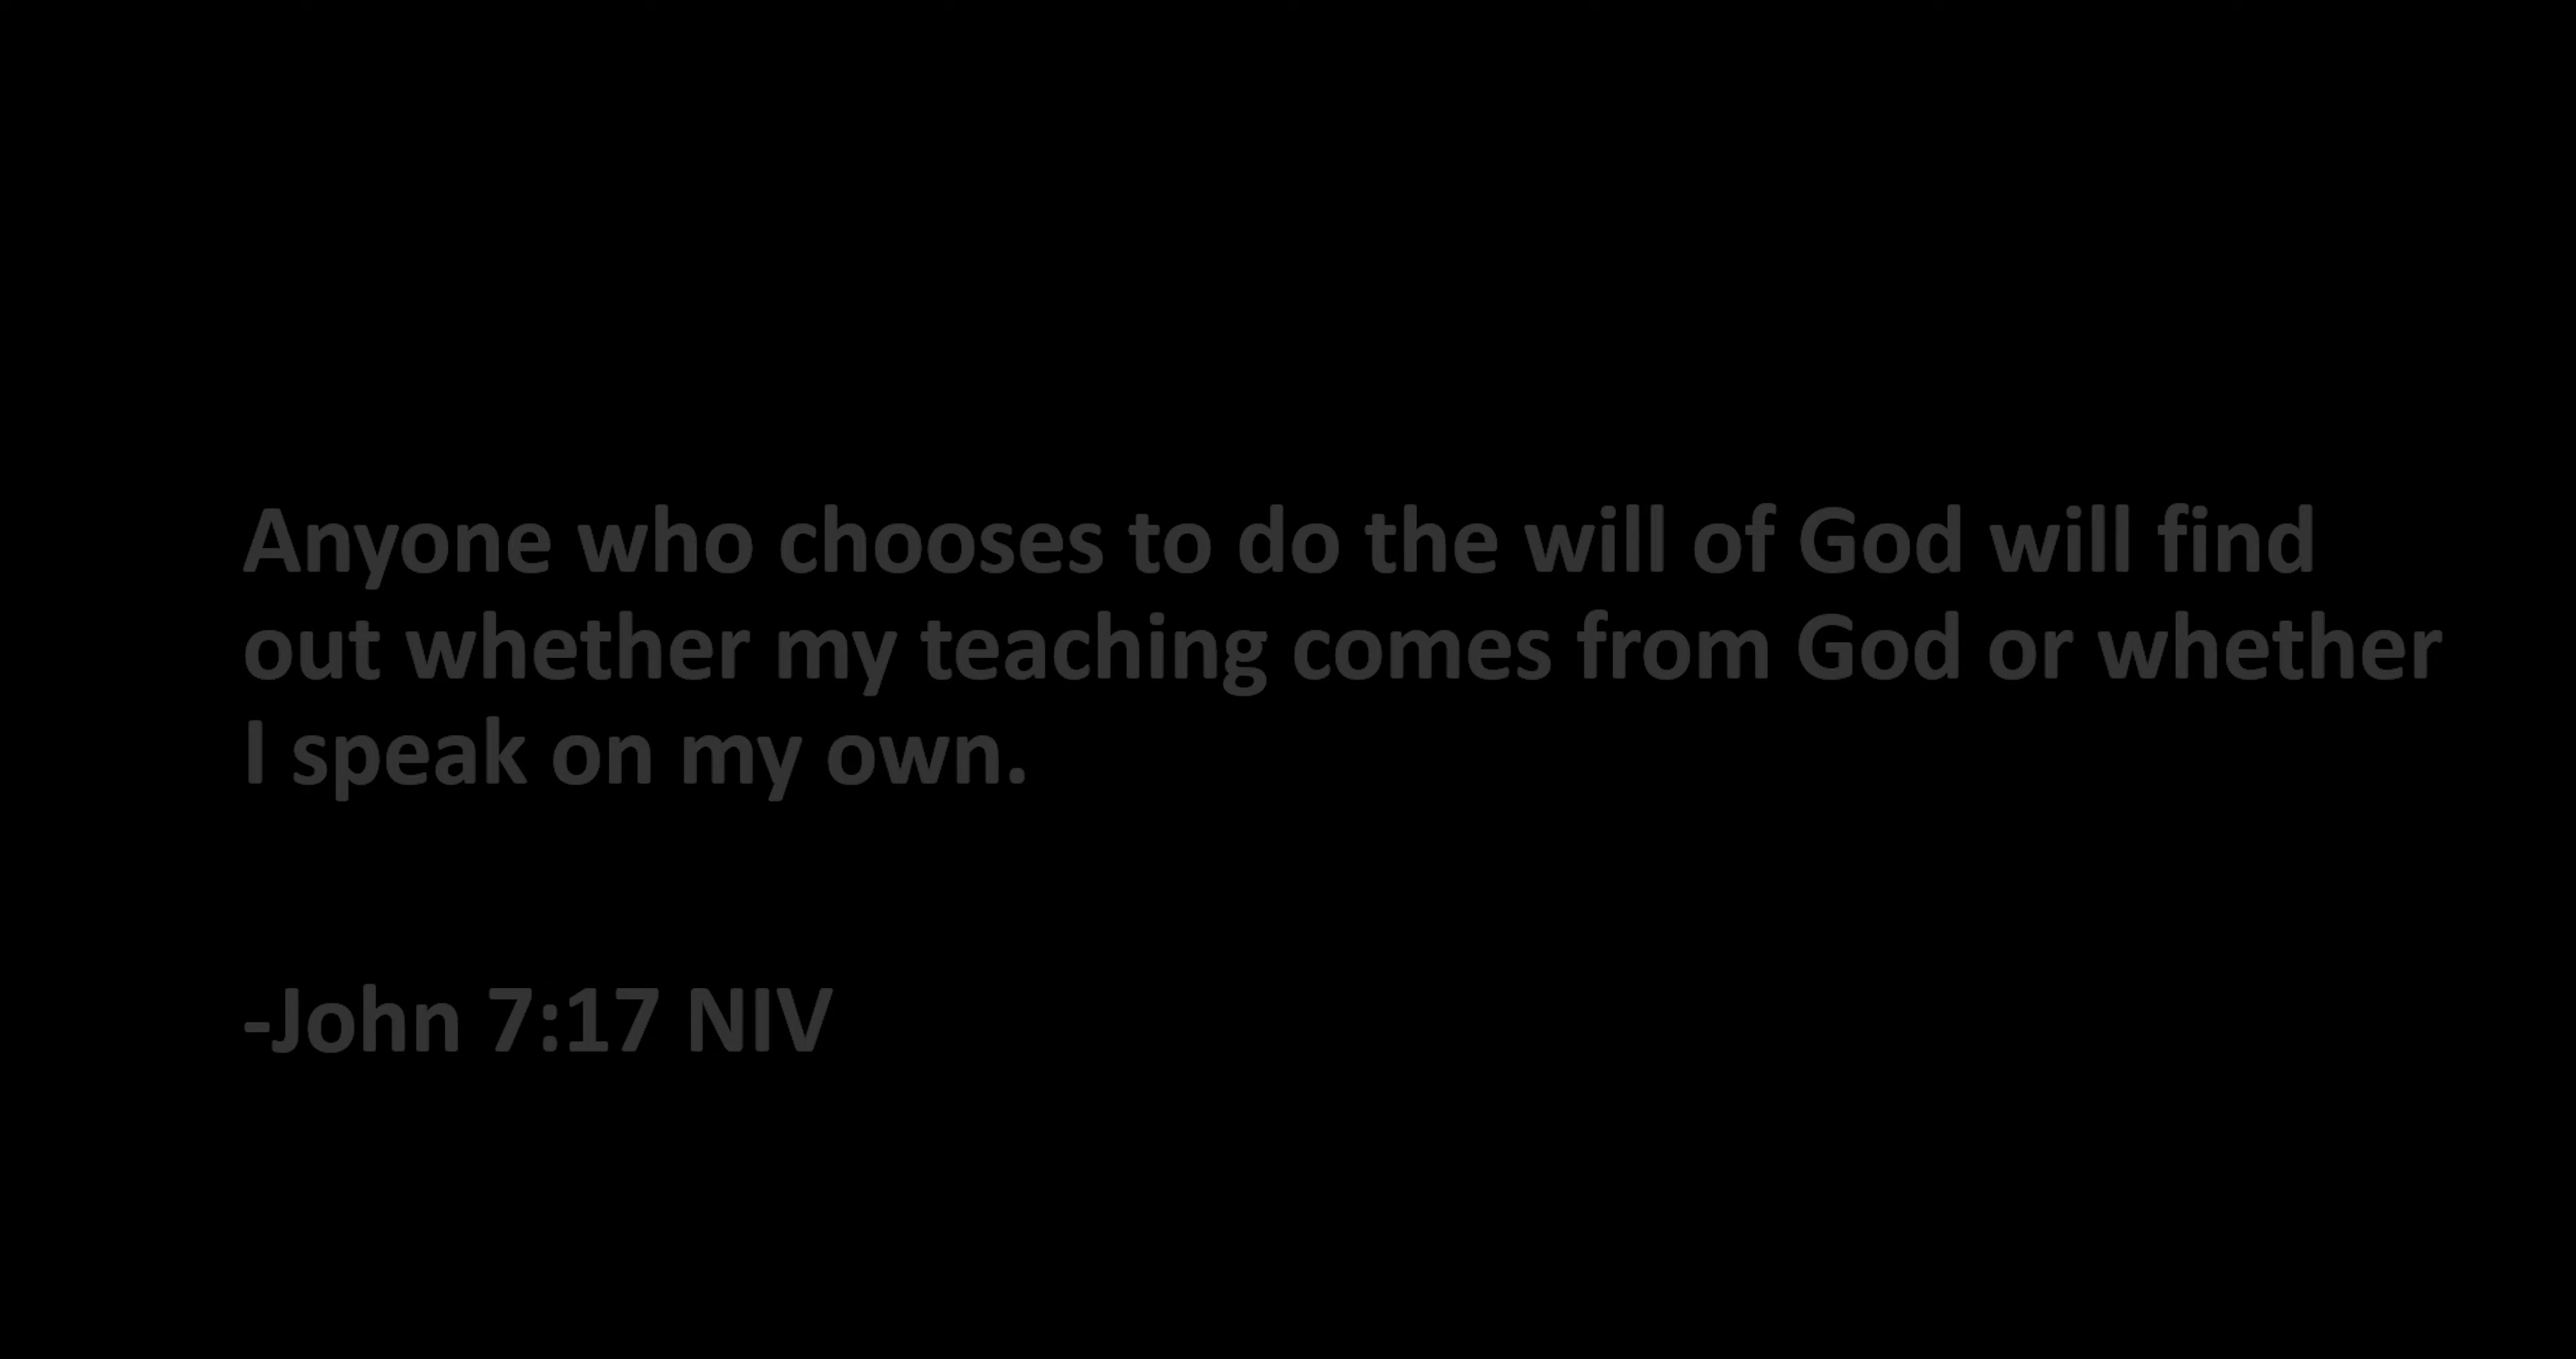 Anyone who chooses to do the will of God will find
out whether my teaching comes from God or whether
I speak on my own.
-John 7:17 NIV